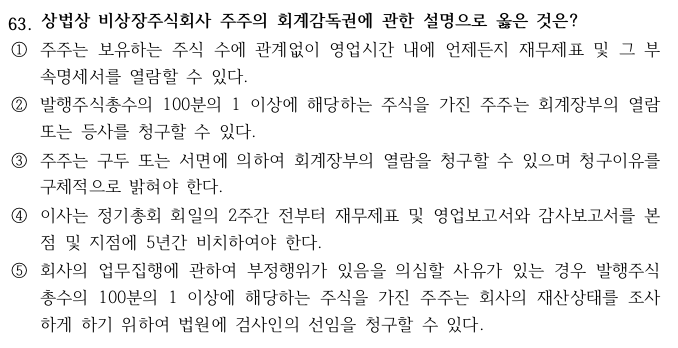 63. 상법상 비상장주식회사 주주의 회계감독권에 관한 설명으로 옳은 것은?
① 주주는 보유하는 주식 수에 관계없이 영업시간 내에 언제든지 재무제표 및 그 부
속명세서를 열람할 수 있다.
② 발행주식총수의 100분의 1 이상에 해당하는 주식을 가진 주주는 회계장부의 열람
또는 등사를 청구할 수 있다.
③ 주주는 구두 또는 서면에 의하여 회계장부의 열람을 청구할 수 있으며 청구이유를
구체적으로 밝혀야 한다.
④ 이사는 정기총회 회일의 2주간 전부터 재무제표 및 영업보고서와 감사보고서를 본
점 및 지점에 5년간 비치하여야 한다.
⑤ 회사의 업무집행에 관하여 부정행위가 있음을 의심할 사유가 있는 경우 발행주식
총수의 100분의 1 이상에 해당하는 주식을 가진 주주는 회사의 재산상태를 조사
하게 하기 위하여 법원에 검사인의 선임을 청구할 수 있다.